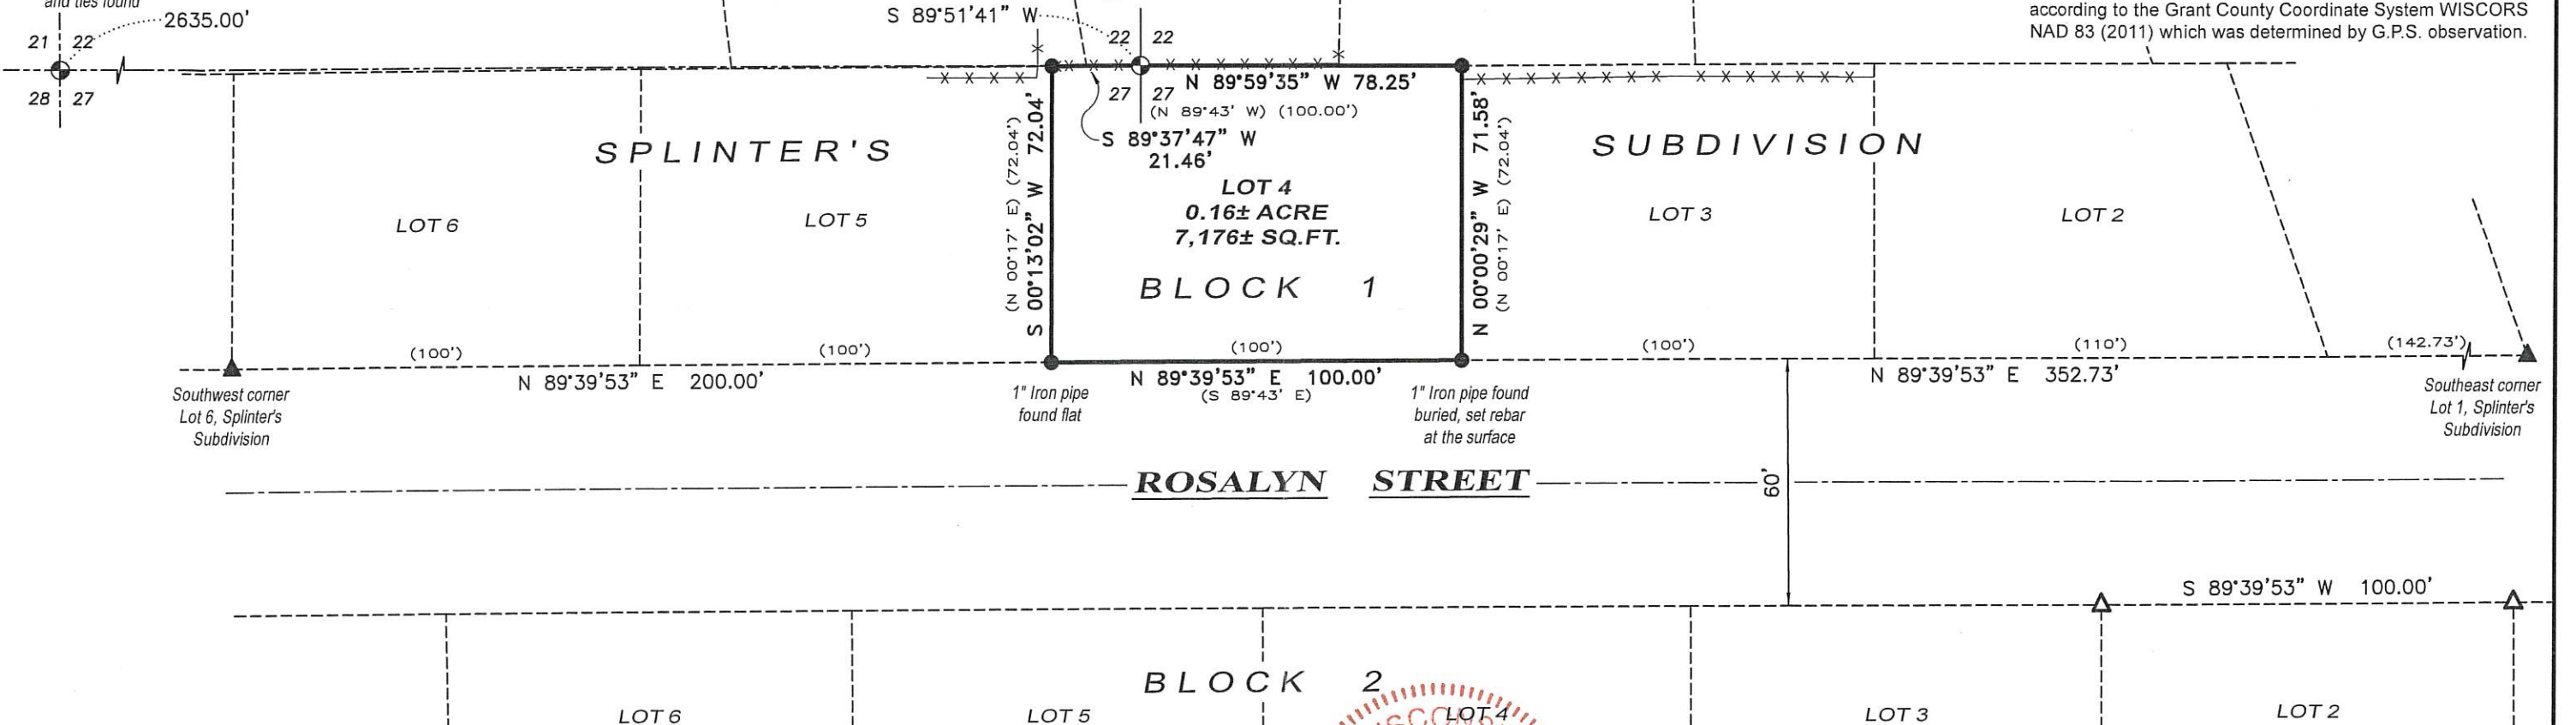 and ties found
2635.00'
S 89°51'41" W
according to the Grant County Coordinate System WISCORS
NAD 83 (2011) which was determined by G.P.S. observation.
21 22
28 27
22 22
27 27
N 89°59'35" W 78.25'
(N 89°43' W) (100.00')
S 89°37'47" W
21.46'
S 00°13'02" W 72.04'
(N 00°17' E) (72.04')
N 00°00'29" W 71.58'
(N 00°17' E) (72.04')
SPLINTER'S
SUBDIVISION
LOT 6
LOT 5
LOT 4
0.16± ACRE
7,176± SQ.FT.
LOT 3
LOT 2
BLOCK 1
(100')
(100')
(100')
(100')
(110')
(142.73')
N 89°39'53" E 200.00'
N 89°39'53" E 100.00'
(S 89°43' E)
N 89°39'53" E 352.73'
Southwest corner
Lot 6, Splinter's
Subdivision
1" Iron pipe
found flat
1" Iron pipe found
buried, set rebar
at the surface
Southeast corner
Lot 1, Splinter's
Subdivision
ROSALYN STREET
60'
S 89°39'53" W 100.00'
BLOCK 2
LOT 6
LOT 5
LOT 4
LOT 3
LOT 2